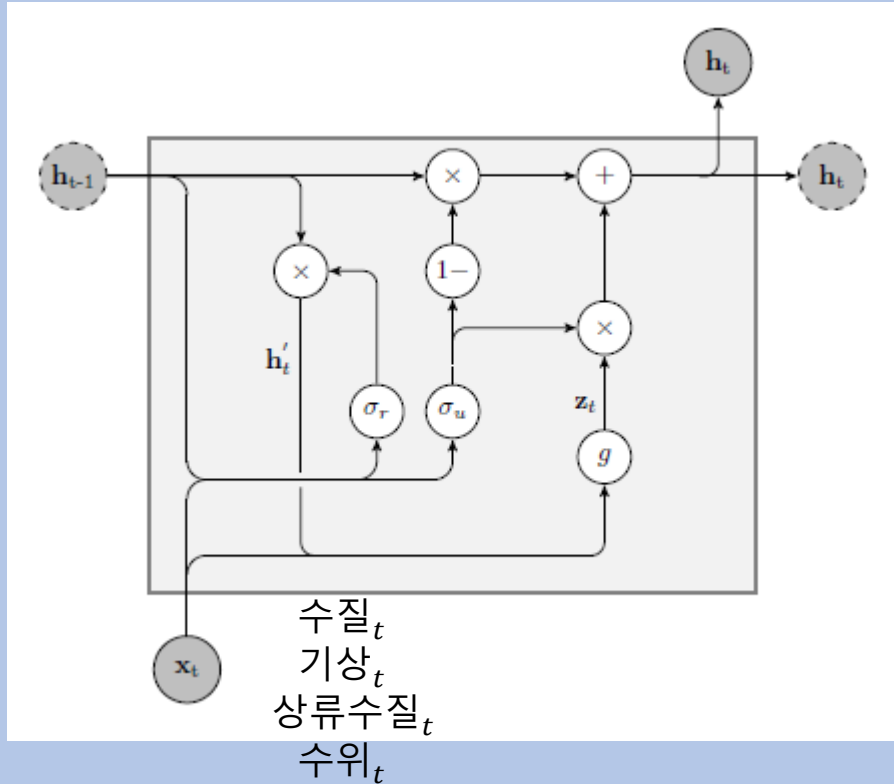 h_t
h_{t-1}
×
+
h_t
×
1−
×
h'_t
σ_r
σ_u
z_t
g
x_t
수질_t
기상_t
상류수질_t
수위_t